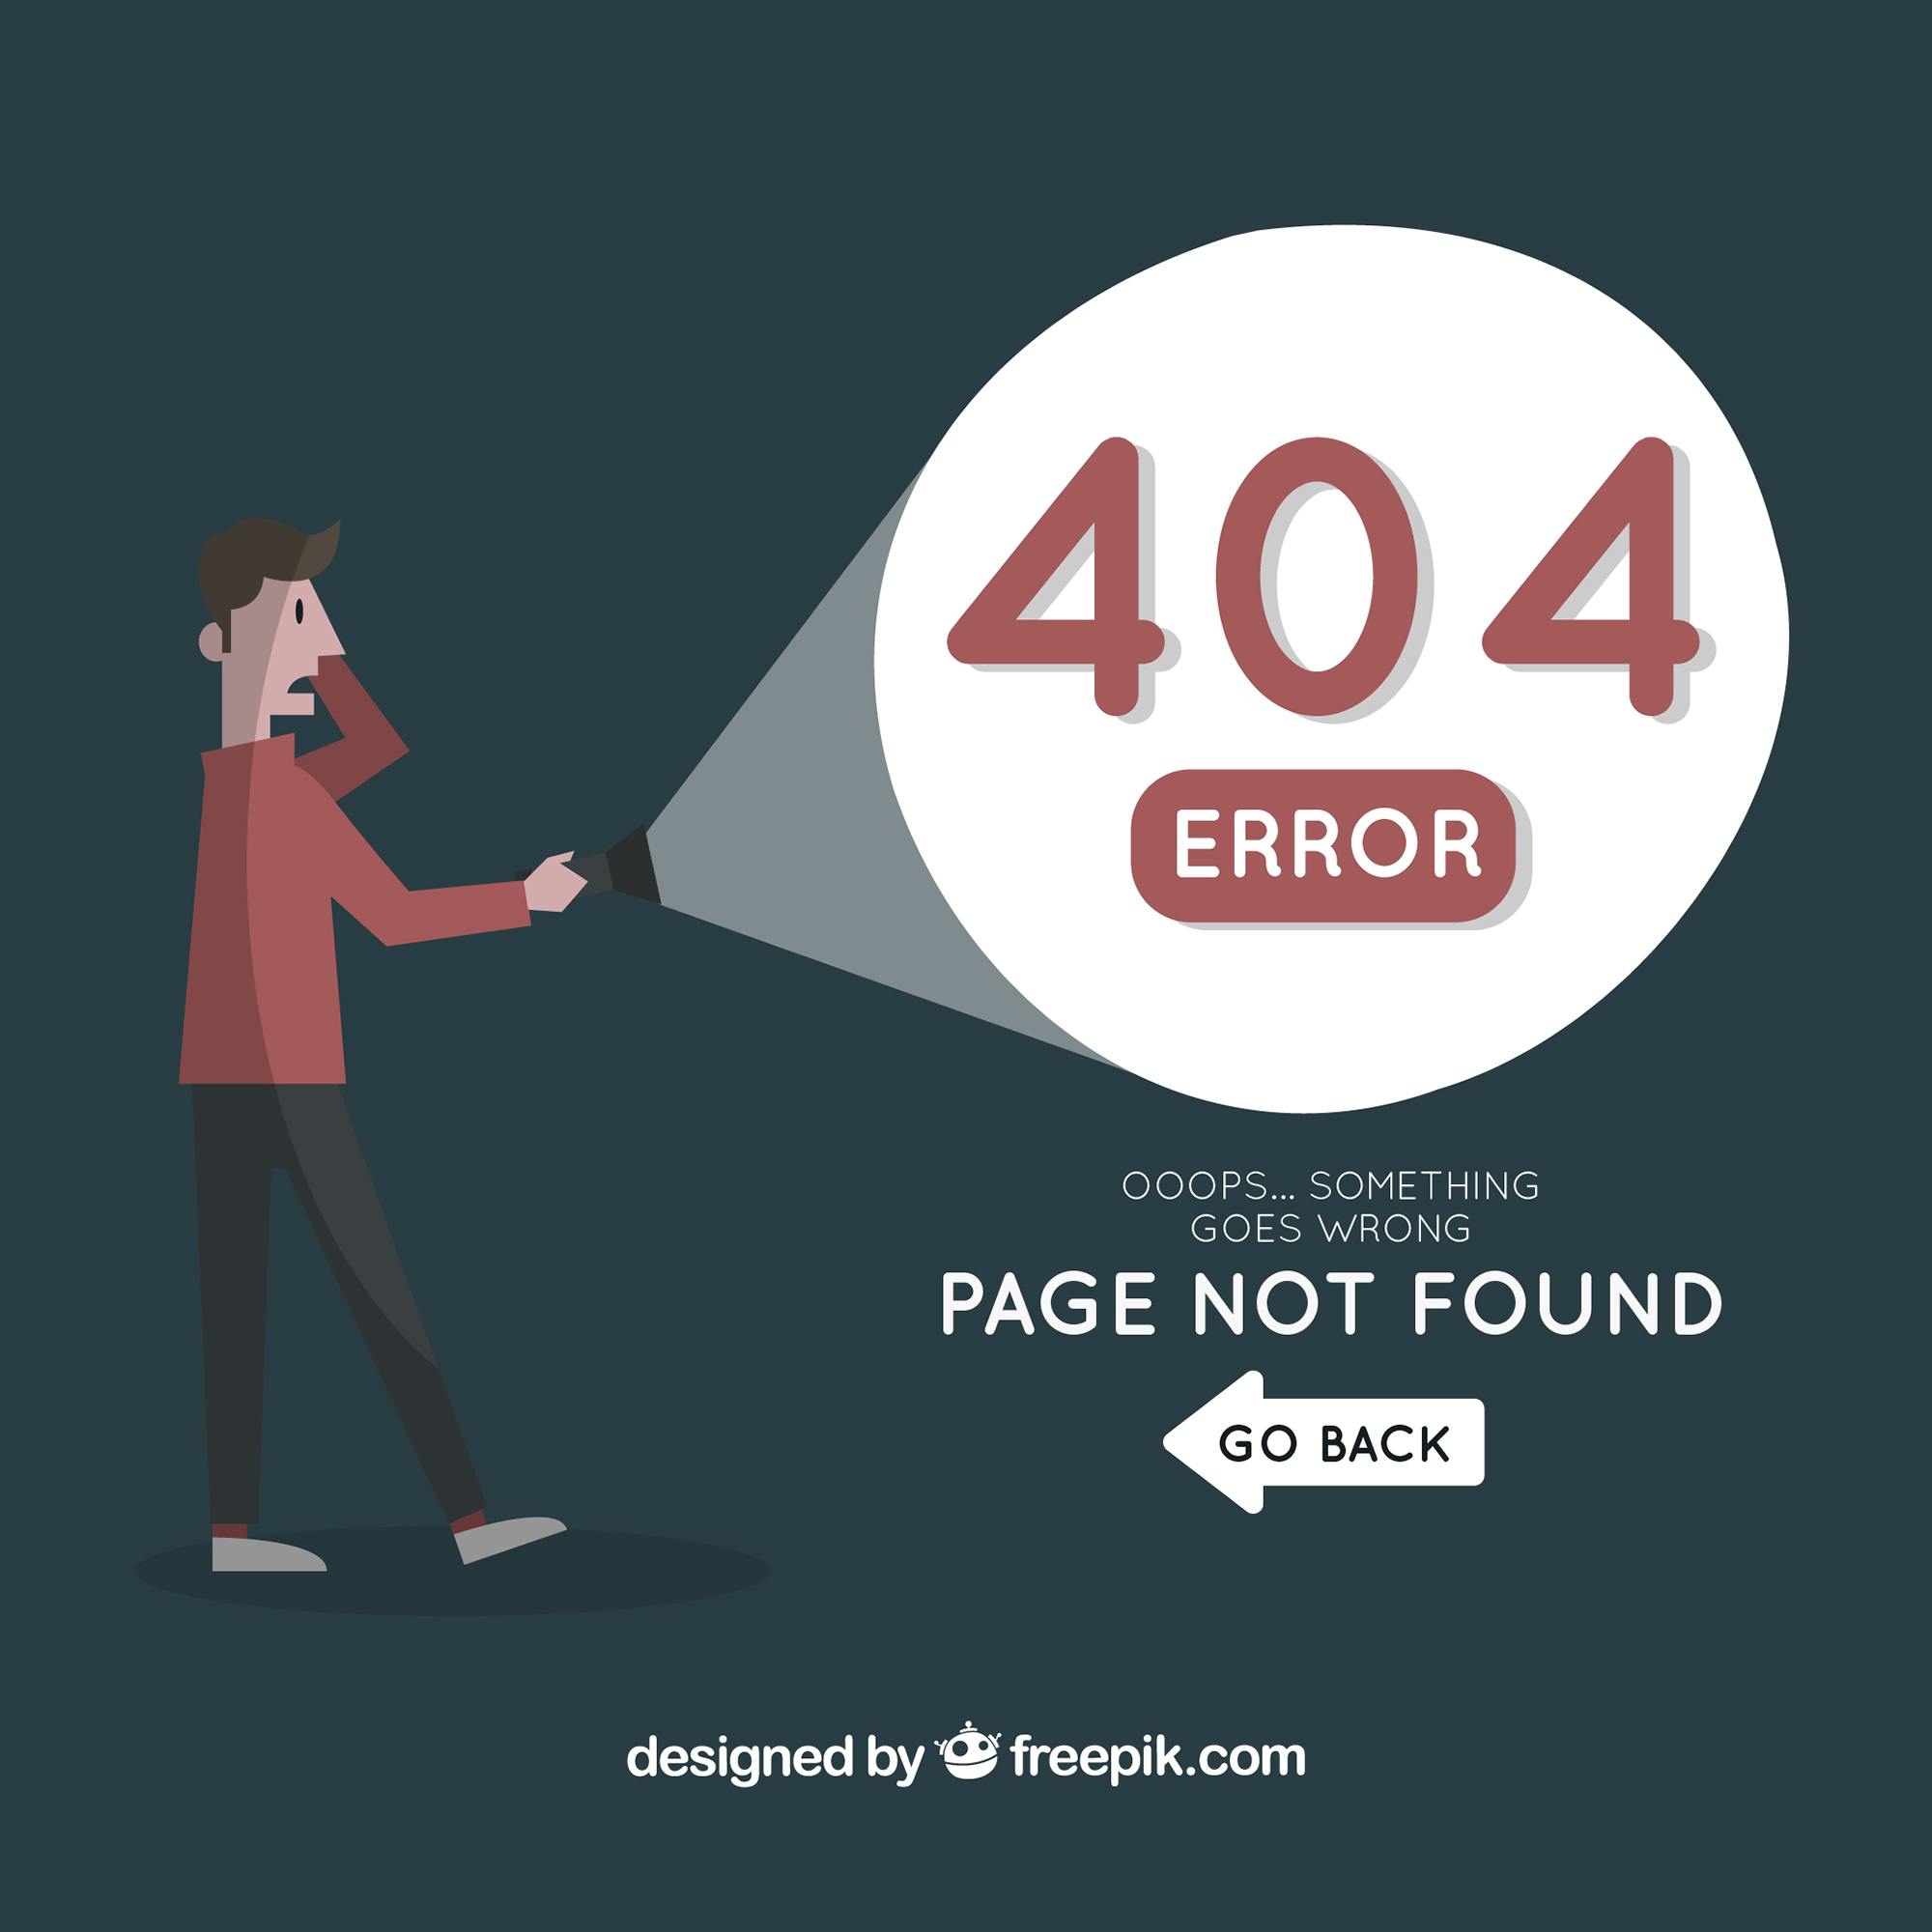 404
ERROR
OOOPS... SOMETHING
GOES WRONG
PAGE NOT FOUND
GO BACK
designed by freepik.com